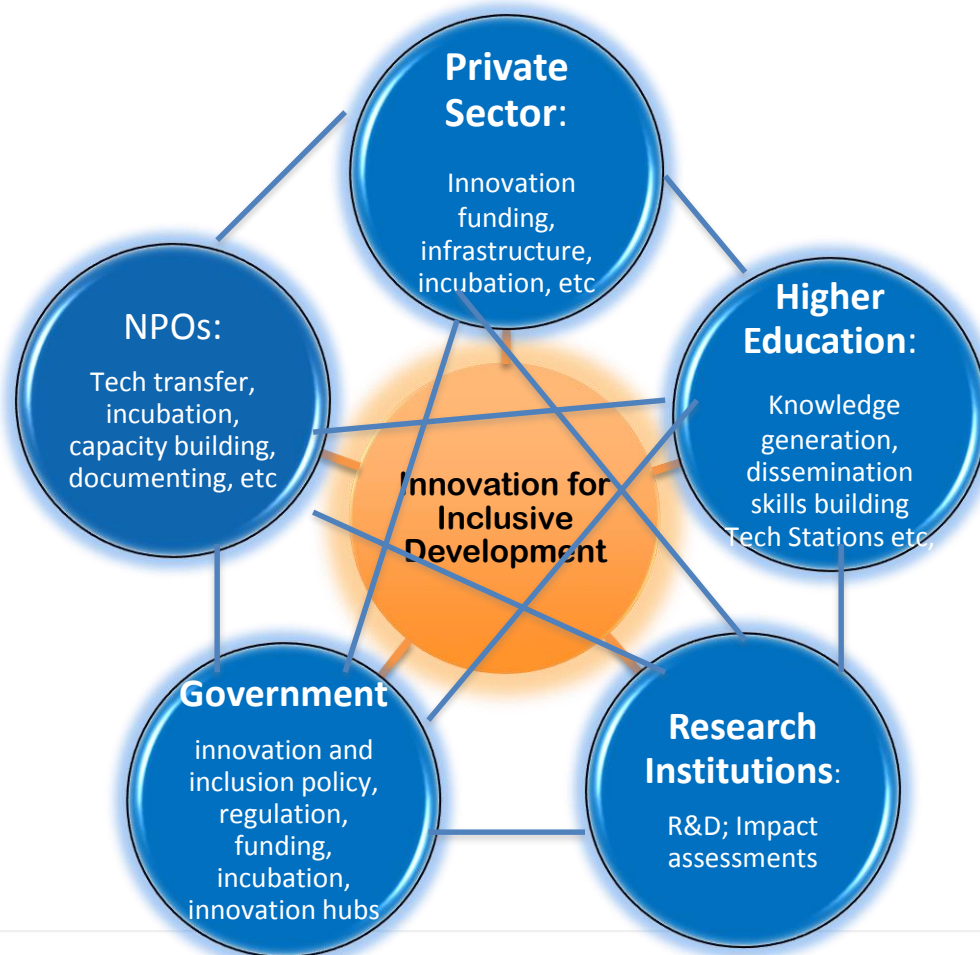 Private
Sector:
Innovation
funding,
infrastructure,
incubation, etc
Higher
Education:
Knowledge
generation,
dissemination
skills building
Tech Stations etc,
NPOs:
Tech transfer,
incubation,
capacity building,
documenting, etc
Innovation for
Inclusive
Development
Government
innovation and
inclusion policy,
regulation,
funding,
incubation,
innovation hubs
Research
Institutions:
R&D; Impact
assessments